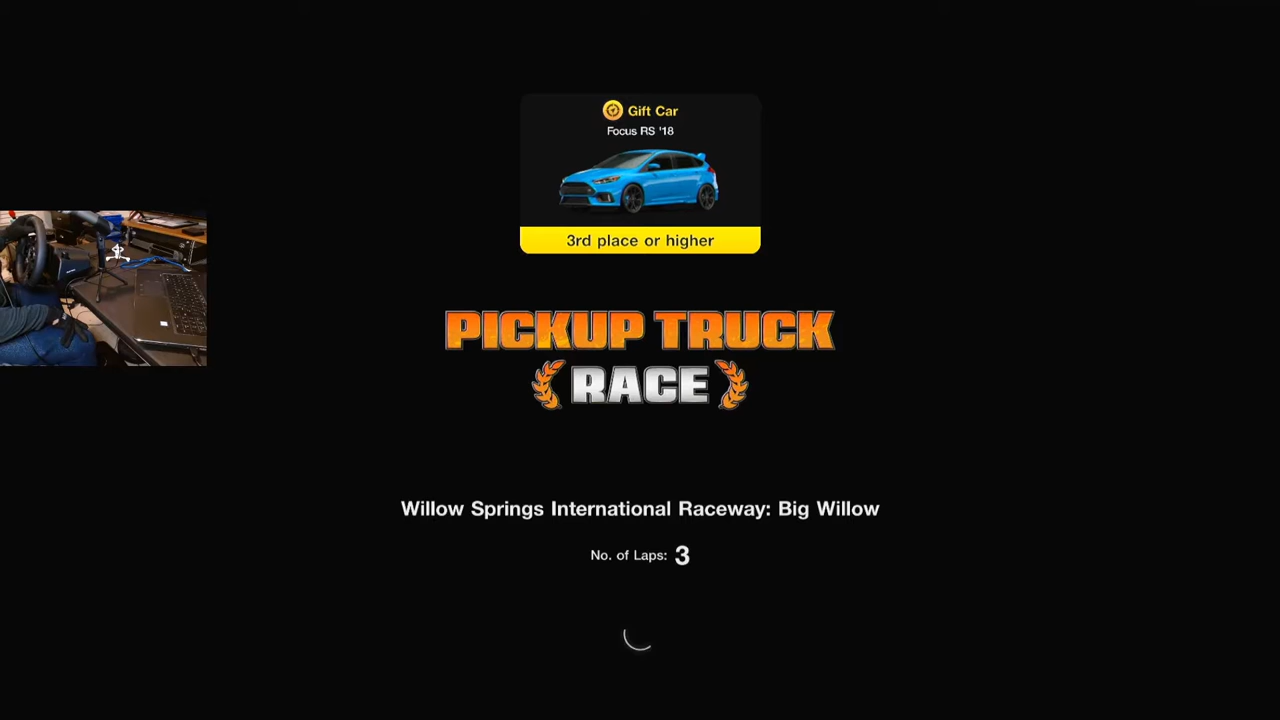 Gift Car
Focus RS '18
3rd place or higher
PICKUP TRUCK
RACE
Willow Springs International Raceway: Big Willow
No. of Laps: 3